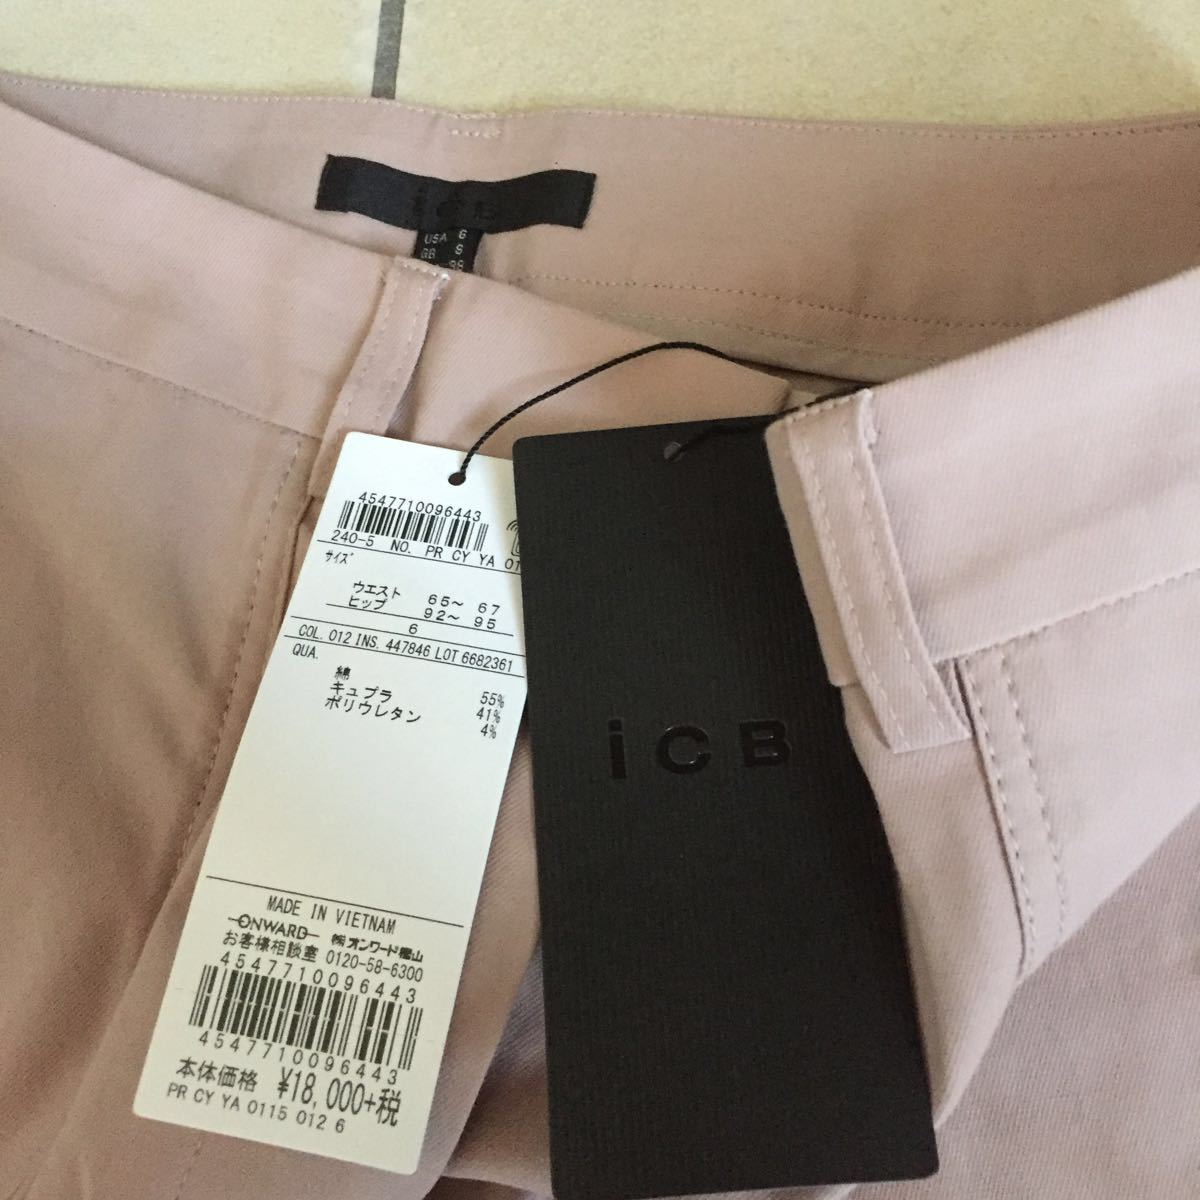 iCB
USA 6
GB 8
38
4547710096443
240-5 NO. PR CY YA 01
サイズ
ウエスト 65～ 67
ヒップ 92～ 95
6
COL. 012 INS. 447846 LOT 6682361
QUA.
綿 55%
キュプラ 41%
ポリウレタン 4%
MADE IN VIETNAM
ONWARD ㈱オンワード樫山
お客様相談室 0120-58-6300
4547710096443
4547710096443
本体価格 ¥18,000+税
PR CY YA 0115 012 6
iCB